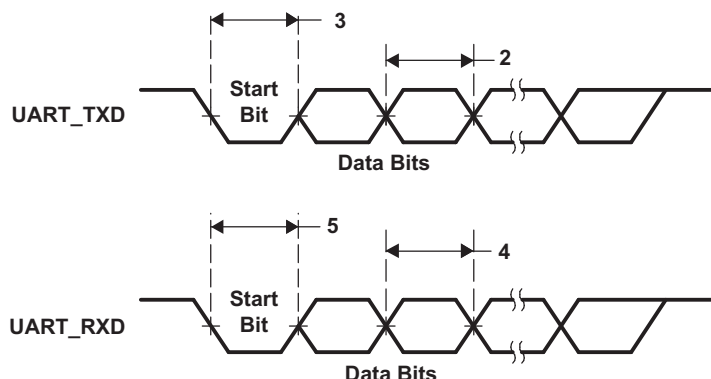 3
2
Start
Bit
UART_TXD
Data Bits
5
4
Start
Bit
UART_RXD
Data Bits